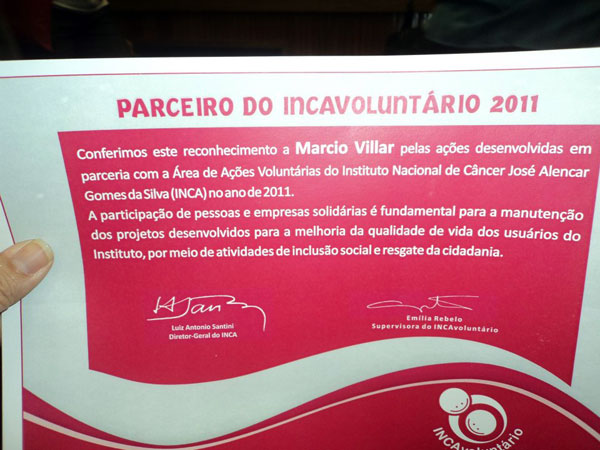 PARCEIRO DO INCAVOLUNTÁRIO 2011
Conferimos este reconhecimento a Marcio Villar pelas ações desenvolvidas em
parceria com a Área de Ações Voluntárias do Instituto Nacional de Câncer José Alencar
Gomes da Silva (INCA) no ano de 2011.
A participação de pessoas e empresas solidárias é fundamental para a manutenção
dos projetos desenvolvidos para a melhoria da qualidade de vida dos usuários do
Instituto, por meio de atividades de inclusão social e resgate da cidadania.
Luiz Antonio Santini
Diretor-Geral do INCA
Emília Rebelo
Supervisora do INCAvoluntário
INCAvoluntário